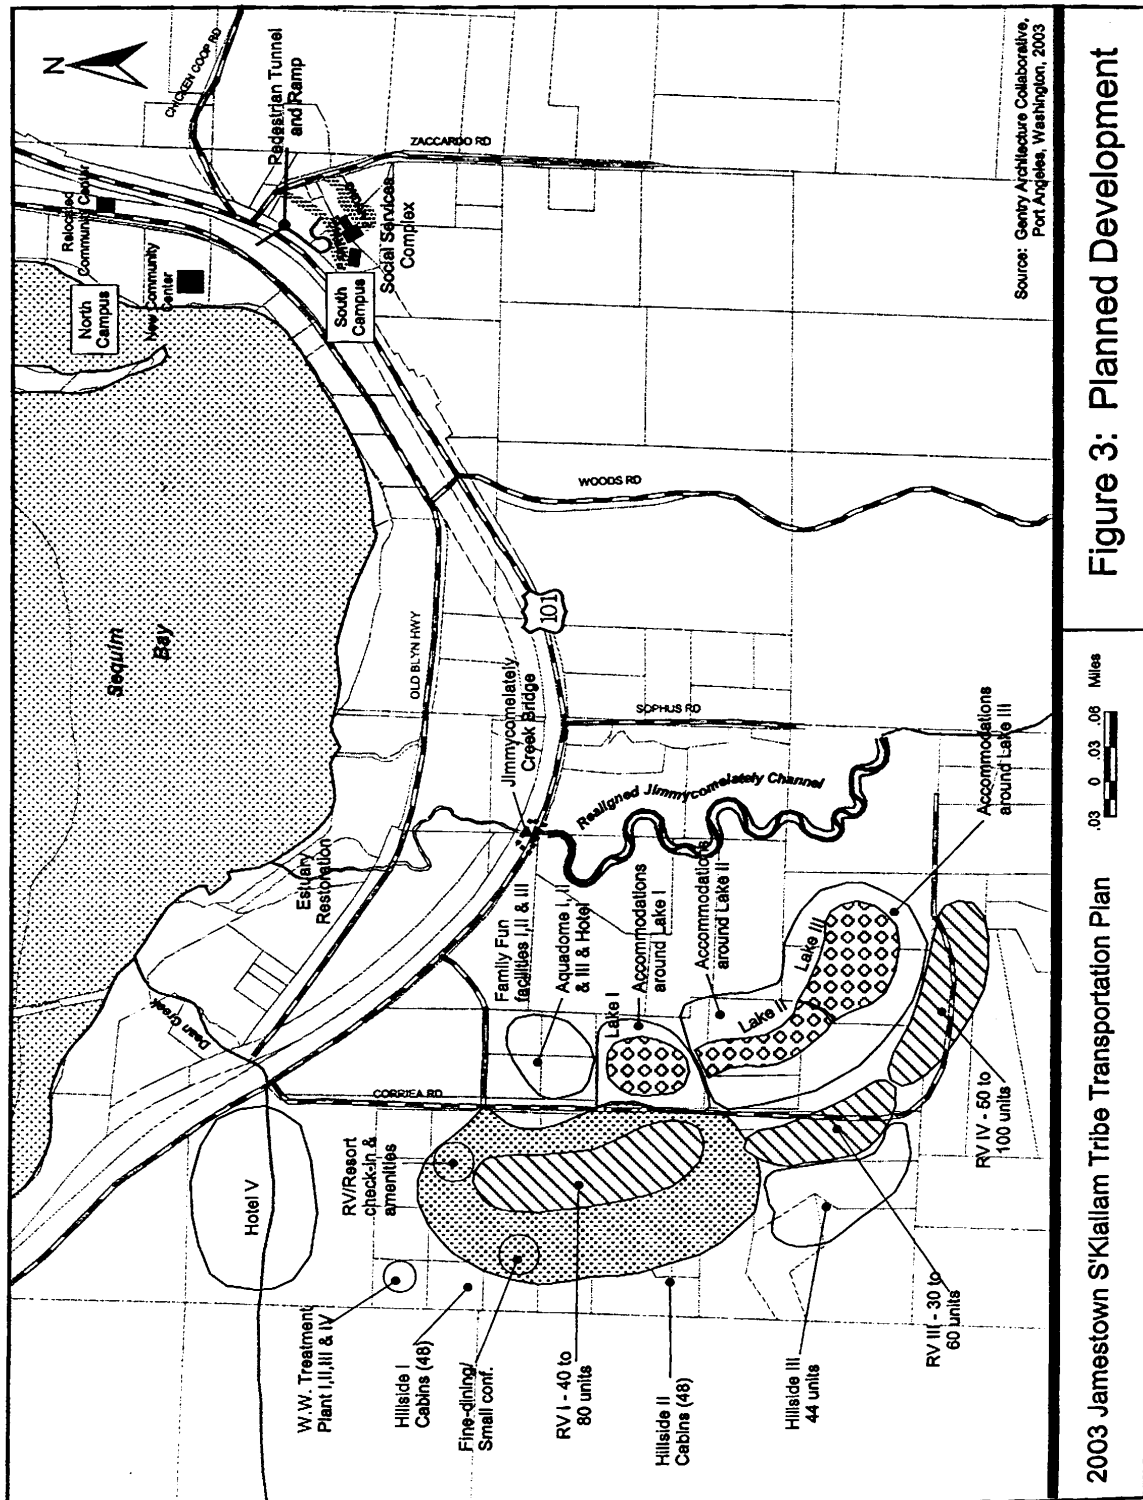 N
CHICKEN COOP RD
Pedestrian Tunnel
and Ramp
ZACCARDO RD
Relocated
Community Center
New Community
Center
North
Campus
South
Campus
PARKING
PARKING
Social Services
Complex
Source: Gentry Architecture Collaborative,
Port Angeles, Washington, 2003
Sequim
Bay
WOODS RD
OLD BLYN HWY
101
Jimmycomelately
Creek Bridge
SOPHUS RD
Realigned Jimmycomelately Channel
Estuary
Restoration
Dean Creek
Family Fun
facilities I,II & III
Aquadome I, II
& III & Hotel
Accommodations
around Lake I
Accommodations
around Lake II
Accommodations
around Lake III
Lake I
Lake II
Lake III
CORRIEA RD
Hotel V
RV/Resort
check-in &
amenities
W.W. Treatment
Plant I,II,III & IV
Hillside I
Cabins (48)
Fine-dining/
Small conf.
RV I - 40 to
80 units
Hillside II
Cabins (48)
Hillside III
44 units
RV III - 30 to
60 units
RV IV - 50 to
100 units
2003 Jamestown S'Klallam Tribe Transportation Plan
.03 0 .03 .06 Miles
Figure 3: Planned Development